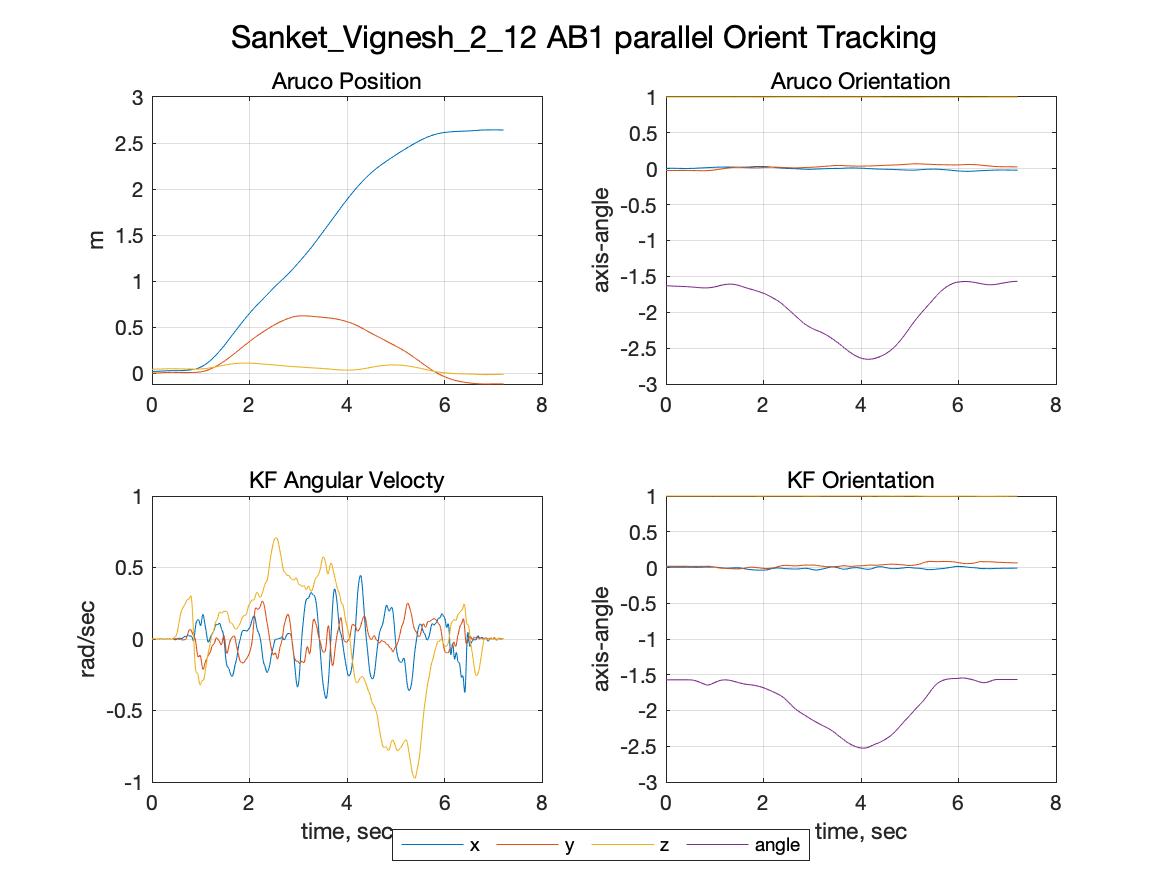 Sanket_Vignesh_2_12 AB1 parallel Orient Tracking
Aruco Position
3
2.5
2
1.5
1
0.5
0
m
0 2 4 6 8
Aruco Orientation
1
0.5
0
-0.5
-1
-1.5
-2
-2.5
-3
axis-angle
0 2 4 6 8
KF Angular Velocty
1
0.5
0
-0.5
-1
rad/sec
0 2 4 6 8
time, sec
KF Orientation
1
0.5
0
-0.5
-1
-1.5
-2
-2.5
-3
axis-angle
0 2 4 6 8
time, sec
x y z angle